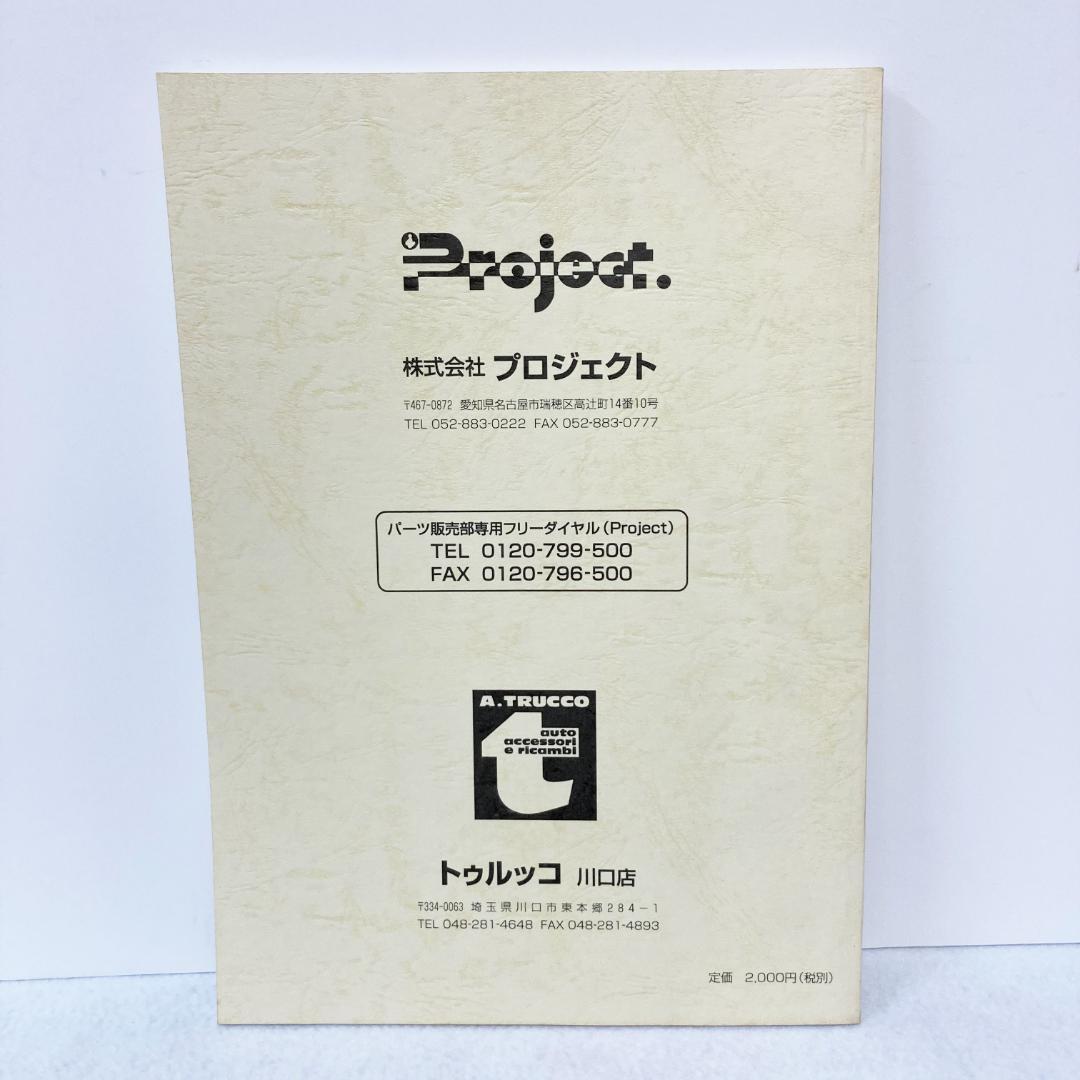 Project.
株式会社 プロジェクト
〒467-0872 愛知県名古屋市瑞穂区高辻町14番10号
TEL 052-883-0222 FAX 052-883-0777
パーツ販売部専用フリーダイヤル(Project)
TEL 0120-799-500
FAX 0120-796-500
A.TRUCCO
auto
accessori
e ricambi
t
トゥルッコ 川口店
〒334-0063 埼玉県川口市東本郷284-1
TEL 048-281-4648 FAX 048-281-4893
定価 2,000円(税別)